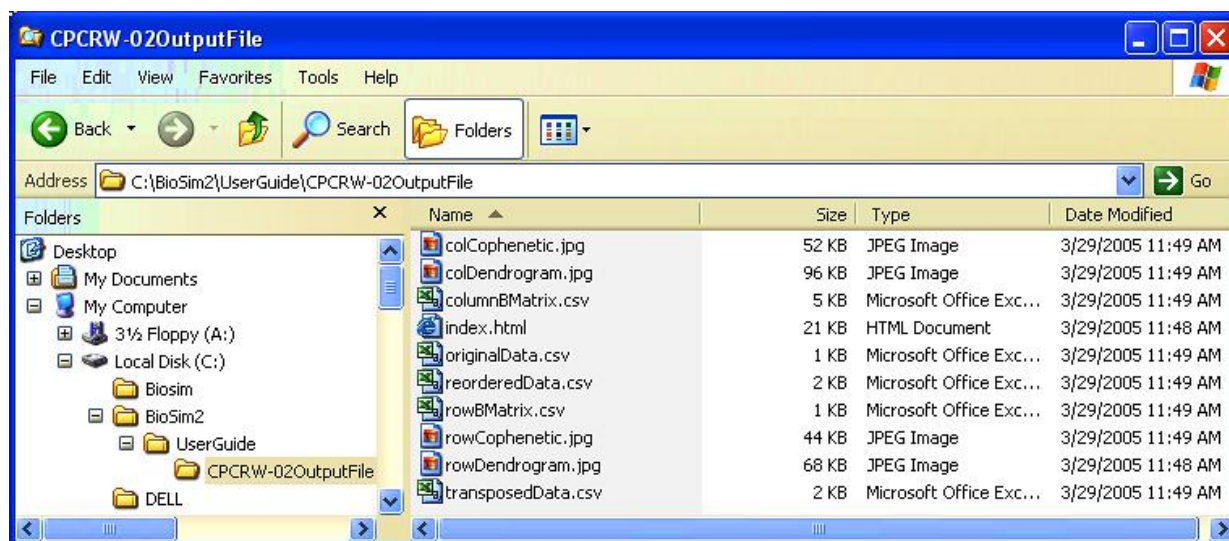 CPCRW-02OutputFile
File Edit View Favorites Tools Help
Back Search Folders
Address C:\BioSim2\UserGuide\CPCRW-02OutputFile Go
Folders x Name Size Type Date Modified
Desktop
My Documents
My Computer
3½ Floppy (A:)
Local Disk (C:)
Biosim
BioSim2
UserGuide
CPCRW-02OutputFile
DELL
colCophenetic.jpg 52 KB JPEG Image 3/29/2005 11:49 AM
colDendrogram.jpg 96 KB JPEG Image 3/29/2005 11:49 AM
columnBMatrix.csv 5 KB Microsoft Office Exc... 3/29/2005 11:49 AM
index.html 21 KB HTML Document 3/29/2005 11:48 AM
originalData.csv 1 KB Microsoft Office Exc... 3/29/2005 11:49 AM
reorderedData.csv 2 KB Microsoft Office Exc... 3/29/2005 11:49 AM
rowBMatrix.csv 1 KB Microsoft Office Exc... 3/29/2005 11:49 AM
rowCophenetic.jpg 44 KB JPEG Image 3/29/2005 11:49 AM
rowDendrogram.jpg 68 KB JPEG Image 3/29/2005 11:48 AM
transposedData.csv 2 KB Microsoft Office Exc... 3/29/2005 11:49 AM